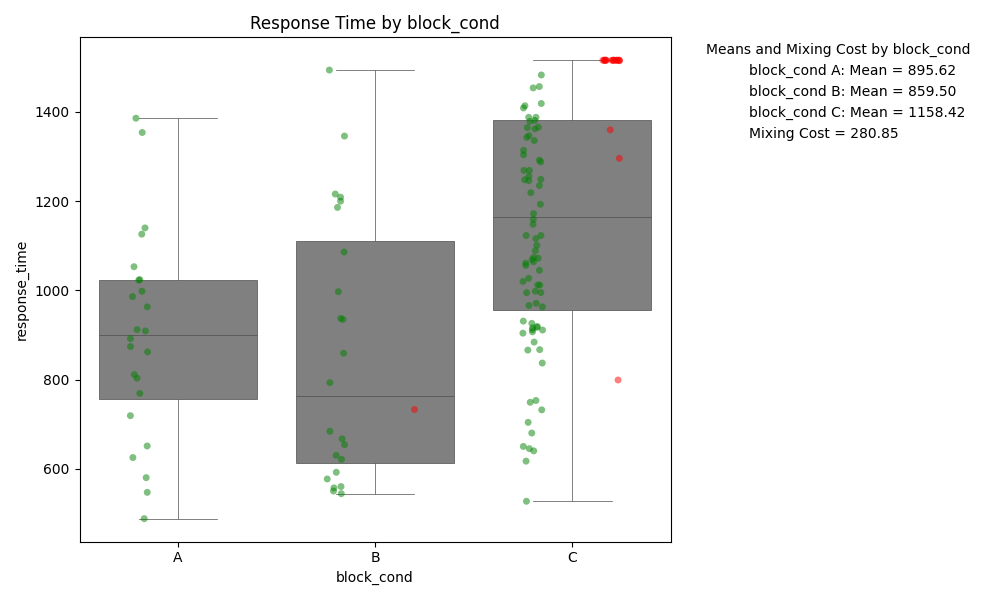 Response Time by block_cond
Means and Mixing Cost by block_cond
block_cond A: Mean = 895.62
block_cond B: Mean = 859.50
block_cond C: Mean = 1158.42
Mixing Cost = 280.85
response_time
1400
1200
1000
800
600
A
B
C
block_cond